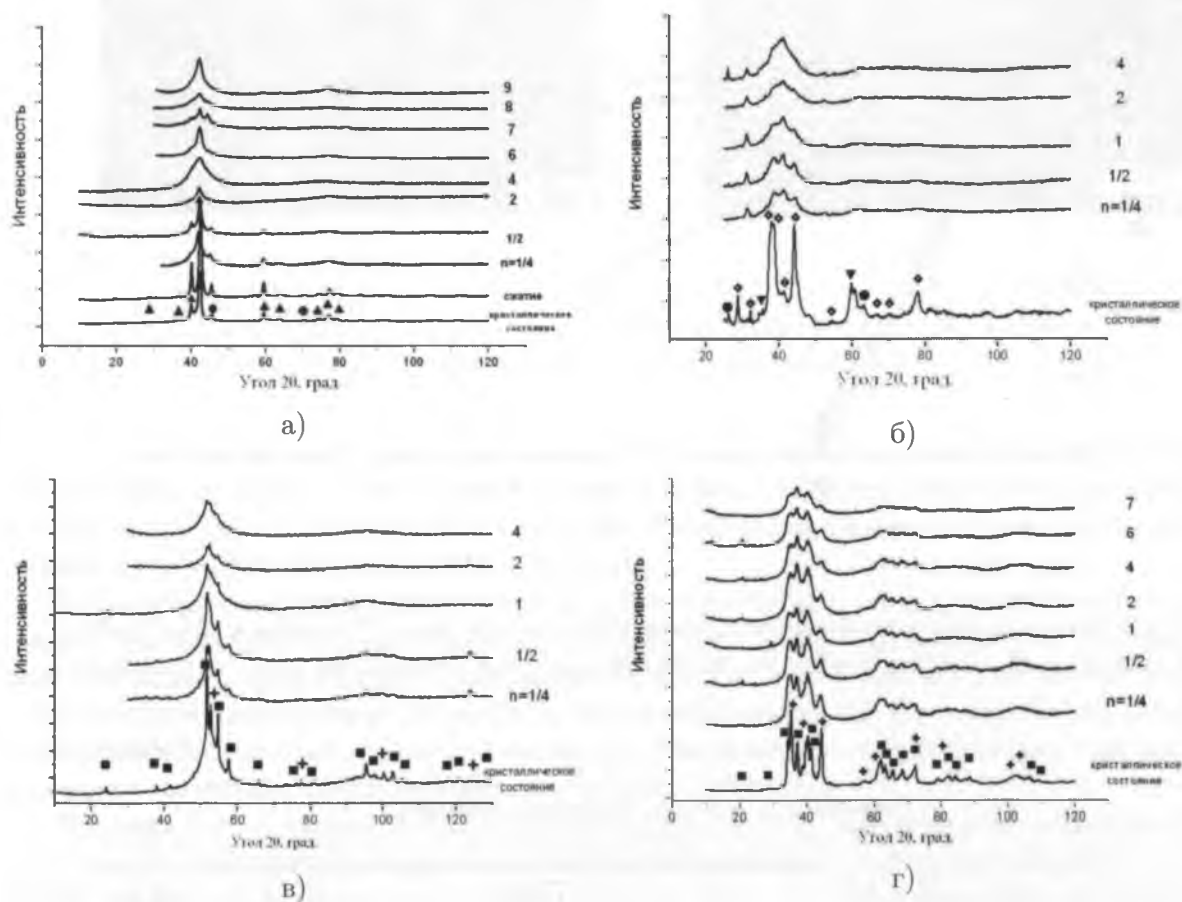 Интенсивность
9
8
7
6
4
2
1/2
n=1/4
сжатие
кристаллическое
состояние
0 20 40 60 80 100 120
Угол 2θ, град.
а)
Интенсивность
4
2
1
1/2
n=1/4
кристаллическое
состояние
20 40 60 80 100 120
Угол 2θ, град.
б)
Интенсивность
4
2
1
1/2
n=1/4
кристаллическое
состояние
20 40 60 80 100 120
Угол 2θ, град.
в)
Интенсивность
7
6
4
2
1
1/2
n=1/4
кристаллическое
состояние
0 20 40 60 80 100 120
Угол 2θ, град.
г)